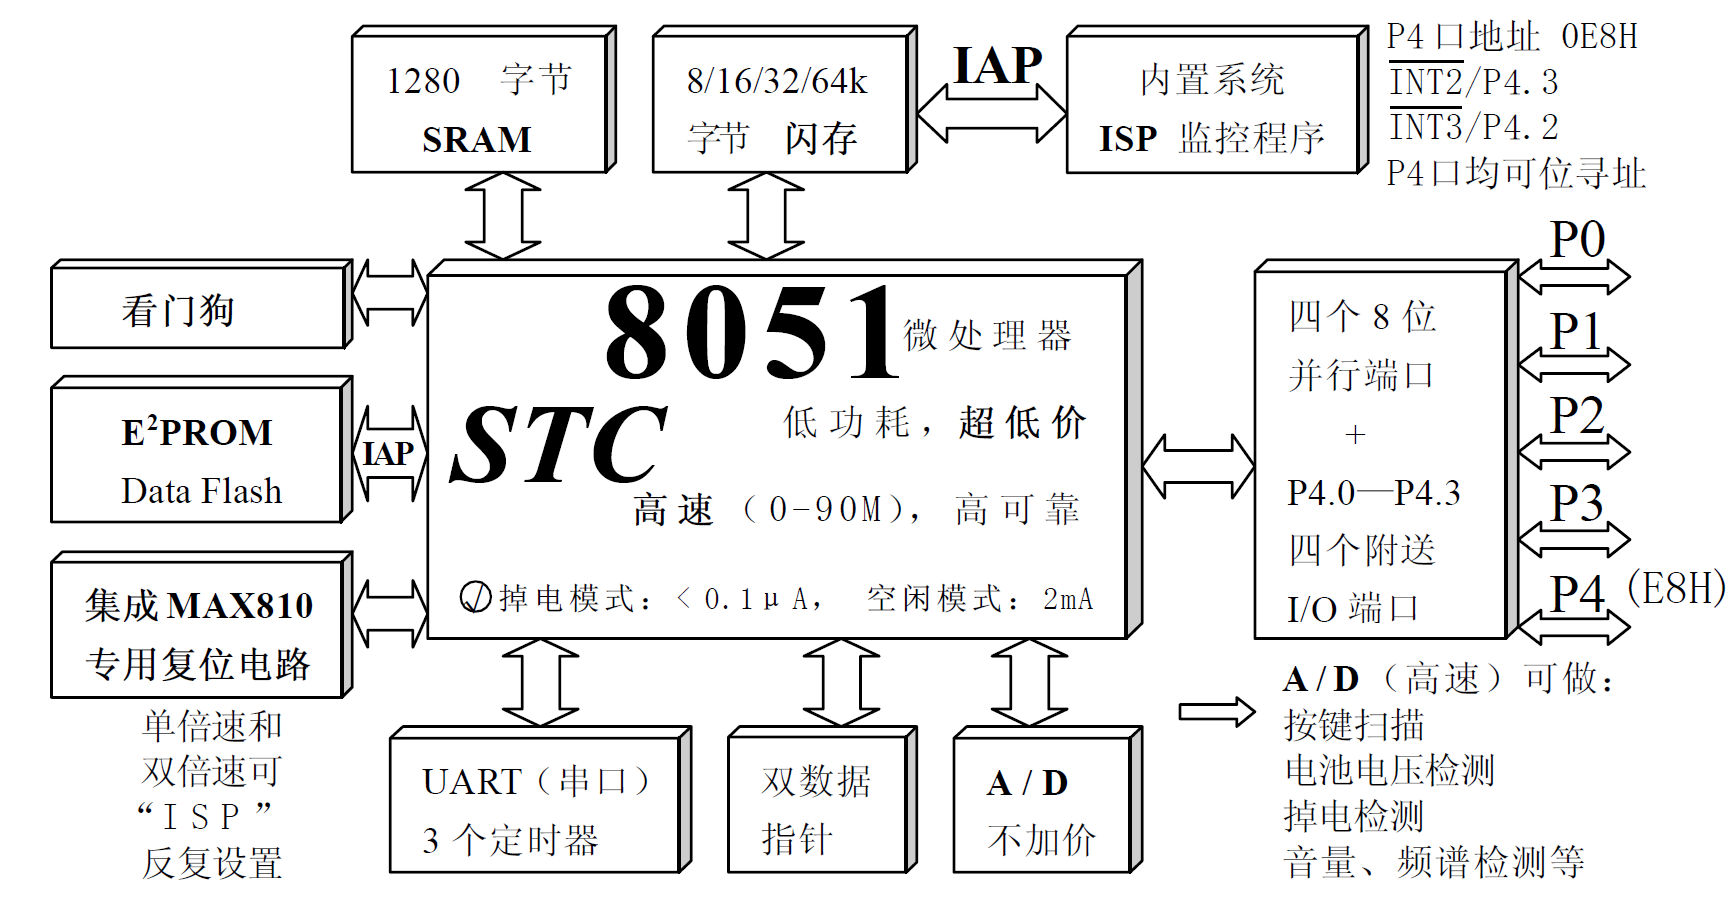 1280 字节
SRAM
8/16/32/64k
字节 闪存
IAP
内置系统
ISP 监控程序
P4口地址 0E8H
INT2/P4.3
INT3/P4.2
P4口均可位寻址
看门狗
E²PROM
Data Flash
IAP
集成MAX810
专用复位电路
单倍速和
双倍速可
“ISP”
反复设置
8051 微处理器
STC 低功耗，超低价
高速（0-90M），高可靠
掉电模式：< 0.1μA， 空闲模式：2mA
四个8位
并行端口
+
P4.0—P4.3
四个附送
I/O 端口
P0
P1
P2
P3
P4 (E8H)
UART（串口）
3 个定时器
双数据
指针
A/D
不加价
A/D（高速）可做：
按键扫描
电池电压检测
掉电检测
音量、频谱检测等